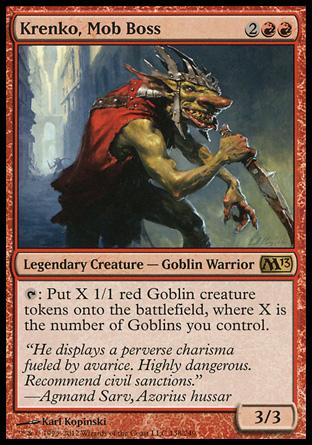 Krenko, Mob Boss 2
Legendary Creature — Goblin Warrior M13
: Put X 1/1 red Goblin creature
tokens onto the battlefield, where X is
the number of Goblins you control.
"He displays a perverse charisma
fueled by avarice. Highly dangerous.
Recommend civil sanctions."
—Agmand Sarv, Azorius hussar
Karl Kopinski
3/3